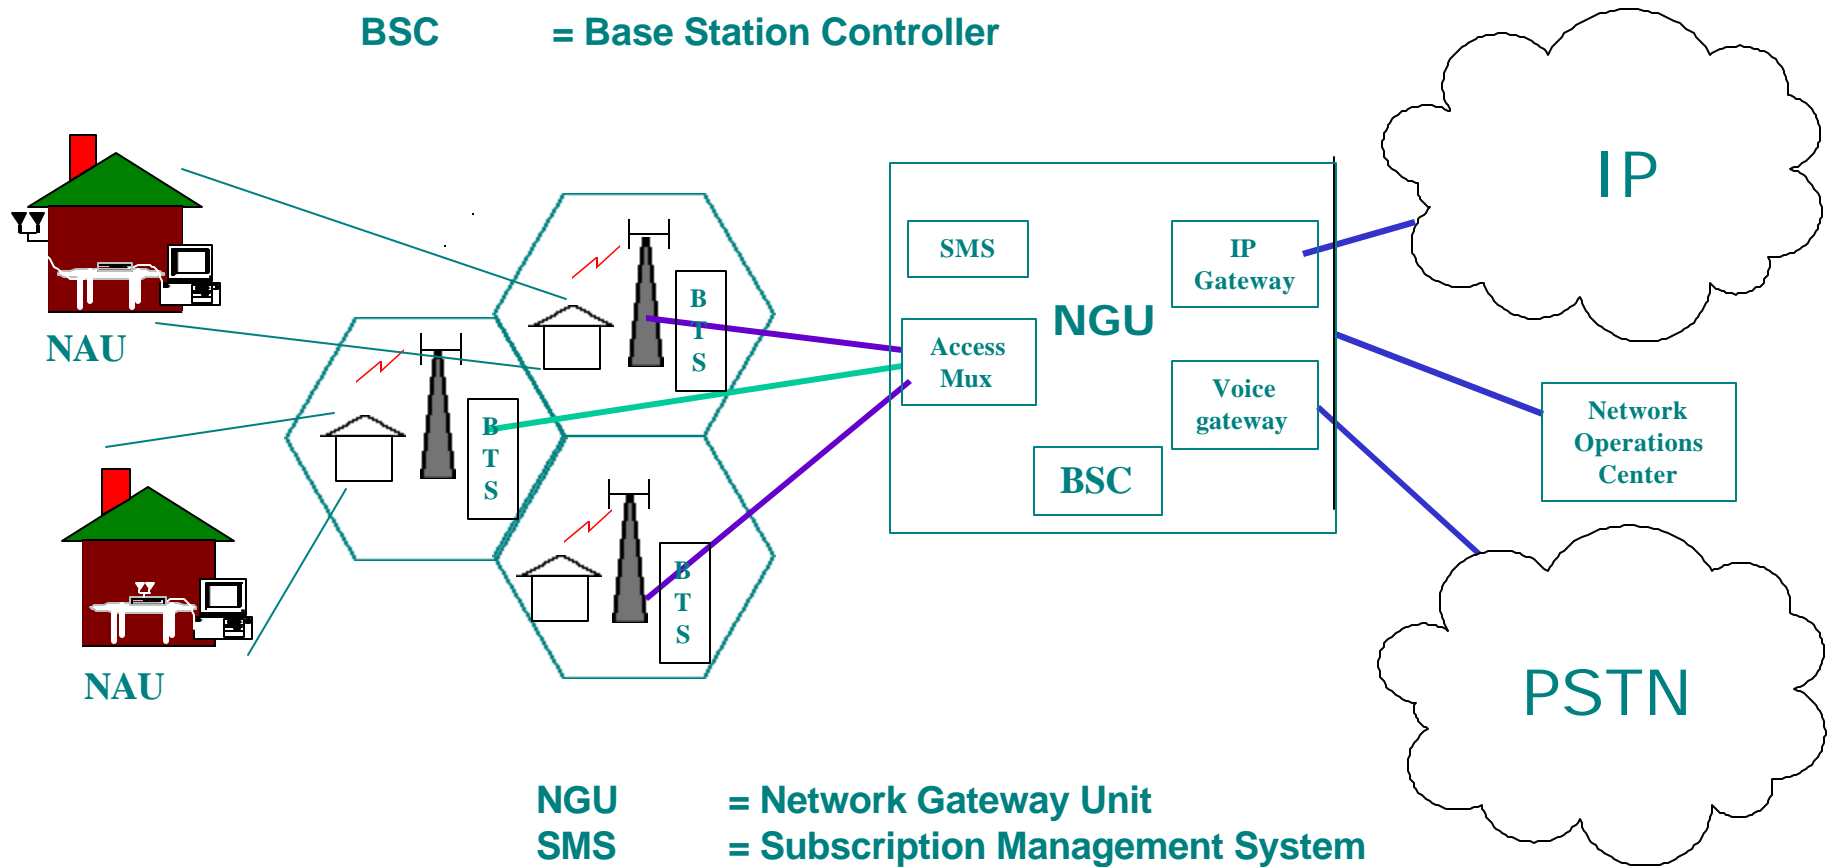 BSC = Base Station Controller
IP
SMS
IP
Gateway
B
T
S
NGU
NAU
Access
Mux
Voice
gateway
Network
Operations
Center
B
T
S
BSC
B
T
S
NAU
PSTN
NGU = Network Gateway Unit
SMS = Subscription Management System